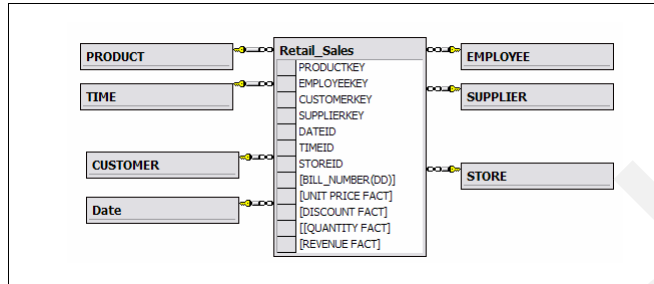 PRODUCT
TIME
CUSTOMER
Date
Retail_Sales
PRODUCTKEY
EMPLOYEEKEY
CUSTOMERKEY
SUPPLIERKEY
DATEID
TIMEID
STOREID
[BILL_NUMBER(DD)]
[UNIT PRICE FACT]
[DISCOUNT FACT]
[[QUANTITY FACT]
[REVENUE FACT]
EMPLOYEE
SUPPLIER
STORE